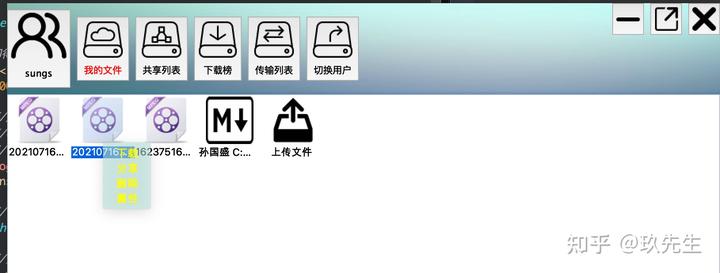 sungs
我的文件
共享列表
下载榜
传输列表
切换用户
20210716...
20210716...
16237516...
孙国盛 C:...
上传文件
下载
分享
删除
属性
知乎 @玖先生